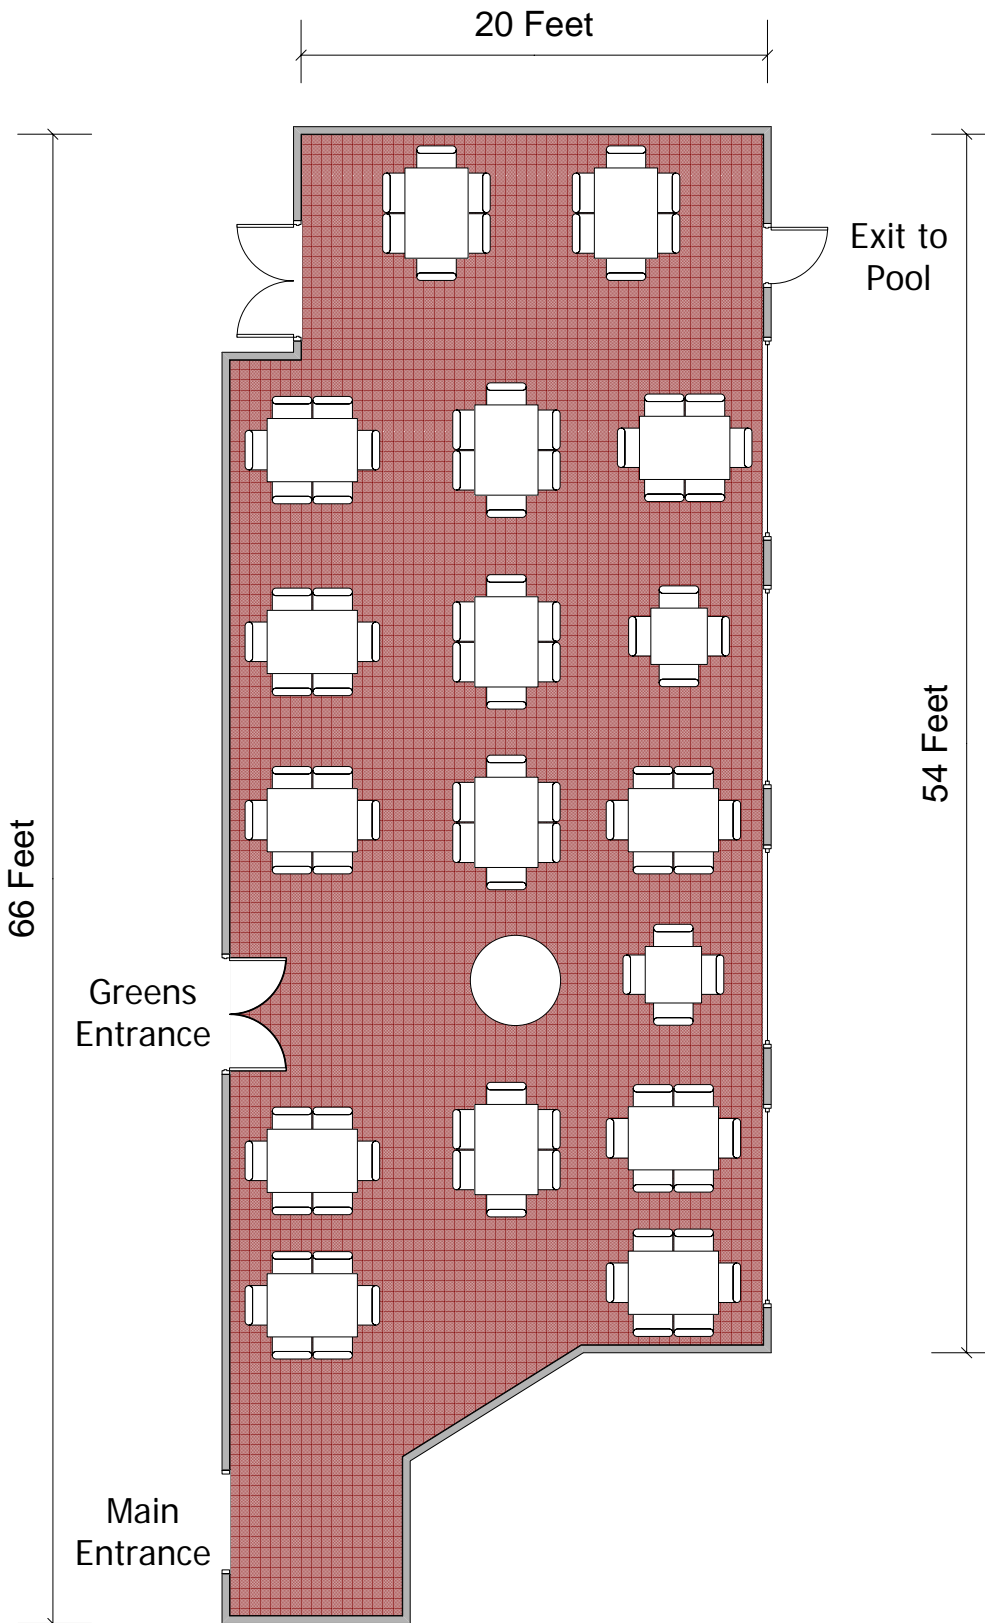 20 Feet
Exit to
Pool
54 Feet
66 Feet
Greens
Entrance
Main
Entrance